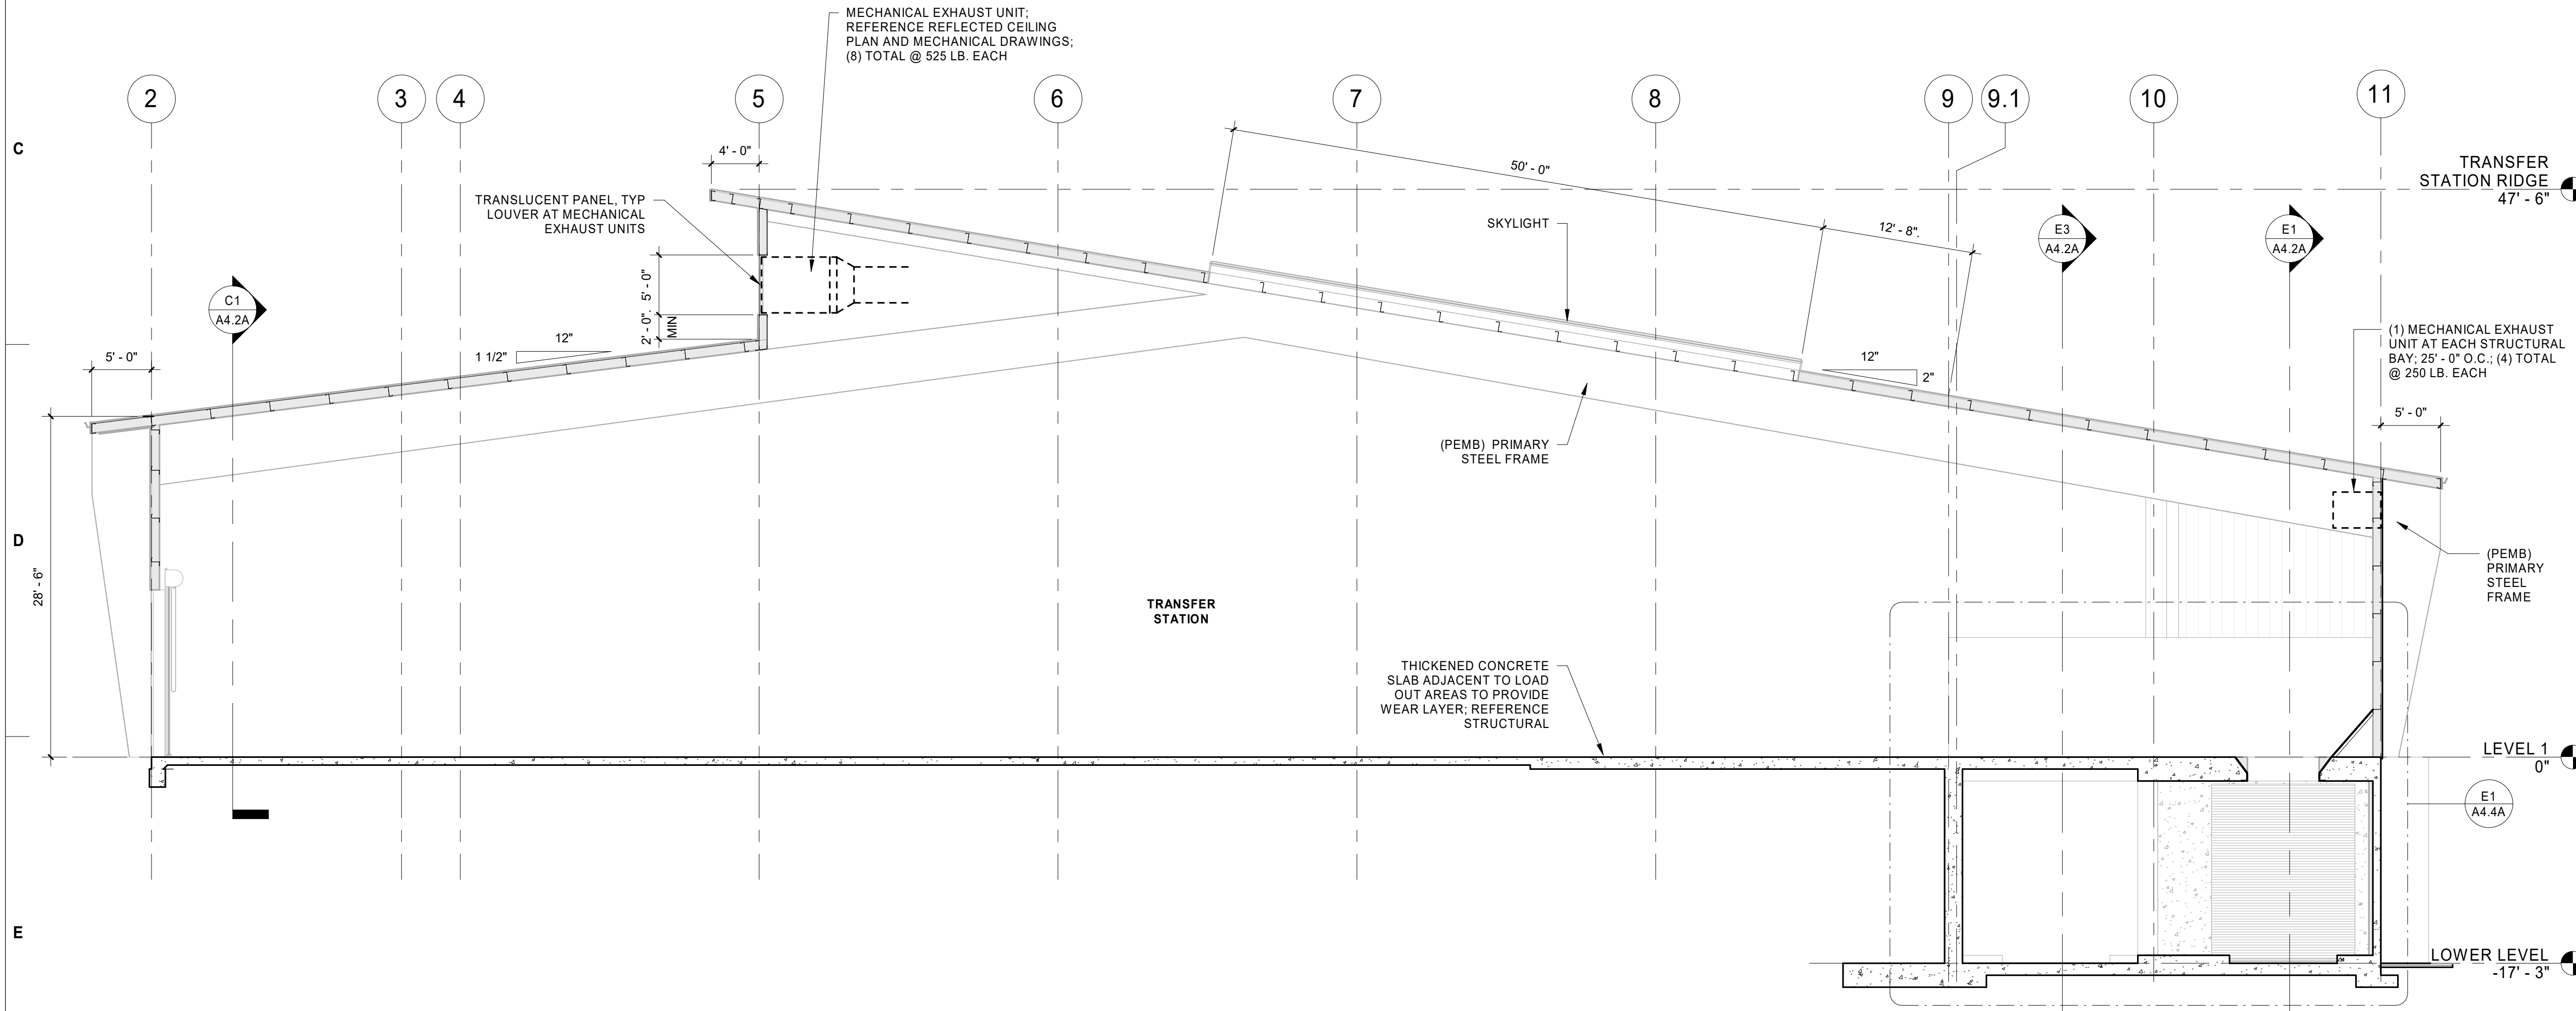 MECHANICAL EXHAUST UNIT;
REFERENCE REFLECTED CEILING
PLAN AND MECHANICAL DRAWINGS;
(8) TOTAL @ 525 LB. EACH
2
3
4
5
6
7
8
9
9.1
10
11
C
4' - 0"
50' - 0"
TRANSFER
STATION RIDGE
47' - 6"
TRANSLUCENT PANEL, TYP
LOUVER AT MECHANICAL
EXHAUST UNITS
SKYLIGHT
12' - 8".
E3
A4.2A
E1
A4.2A
C1
A4.2A
5' - 0"
2' - 0".
MIN
12"
1 1/2"
5' - 0"
12"
2"
(1) MECHANICAL EXHAUST
UNIT AT EACH STRUCTURAL
BAY; 25' - 0" O.C.; (4) TOTAL
@ 250 LB. EACH
5' - 0"
(PEMB) PRIMARY
STEEL FRAME
D
28' - 6"
(PEMB)
PRIMARY
STEEL
FRAME
TRANSFER
STATION
THICKENED CONCRETE
SLAB ADJACENT TO LOAD
OUT AREAS TO PROVIDE
WEAR LAYER; REFERENCE
STRUCTURAL
LEVEL 1
0"
E1
A4.4A
E
LOWER LEVEL
-17' - 3"